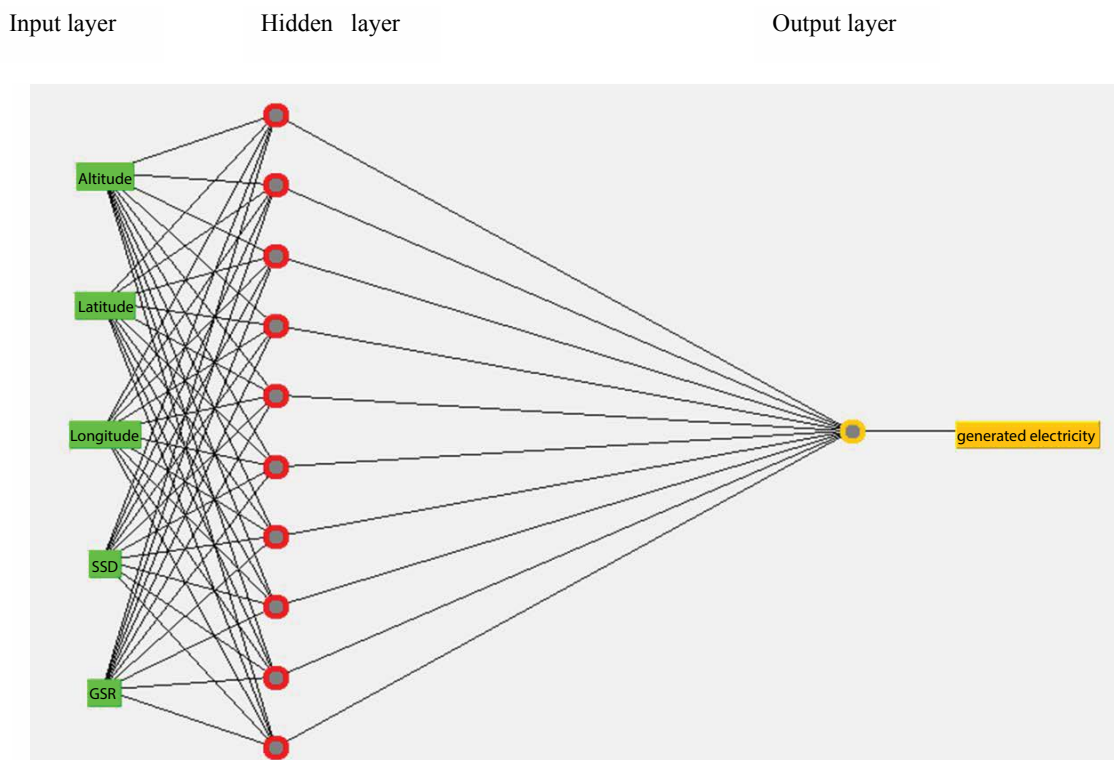 Input layer
Hidden layer
Output layer
Altitude
Latitude
Longitude
SSD
GSR
generated electricity